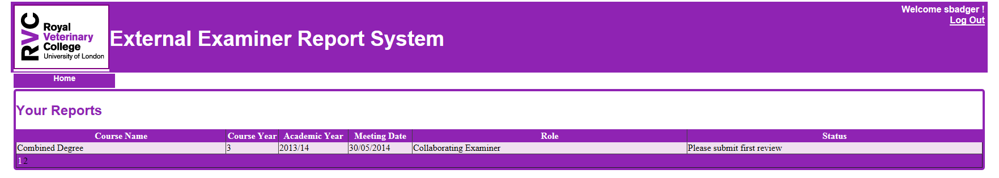 Welcome sbadger !
Log Out
RVC
Royal
Veterinary
College
University of London
External Examiner Report System
Home
Your Reports
Course Name Course Year Academic Year Meeting Date Role Status
Combined Degree 3 2013/14 30/05/2014 Collaborating Examiner Please submit first review
1 2